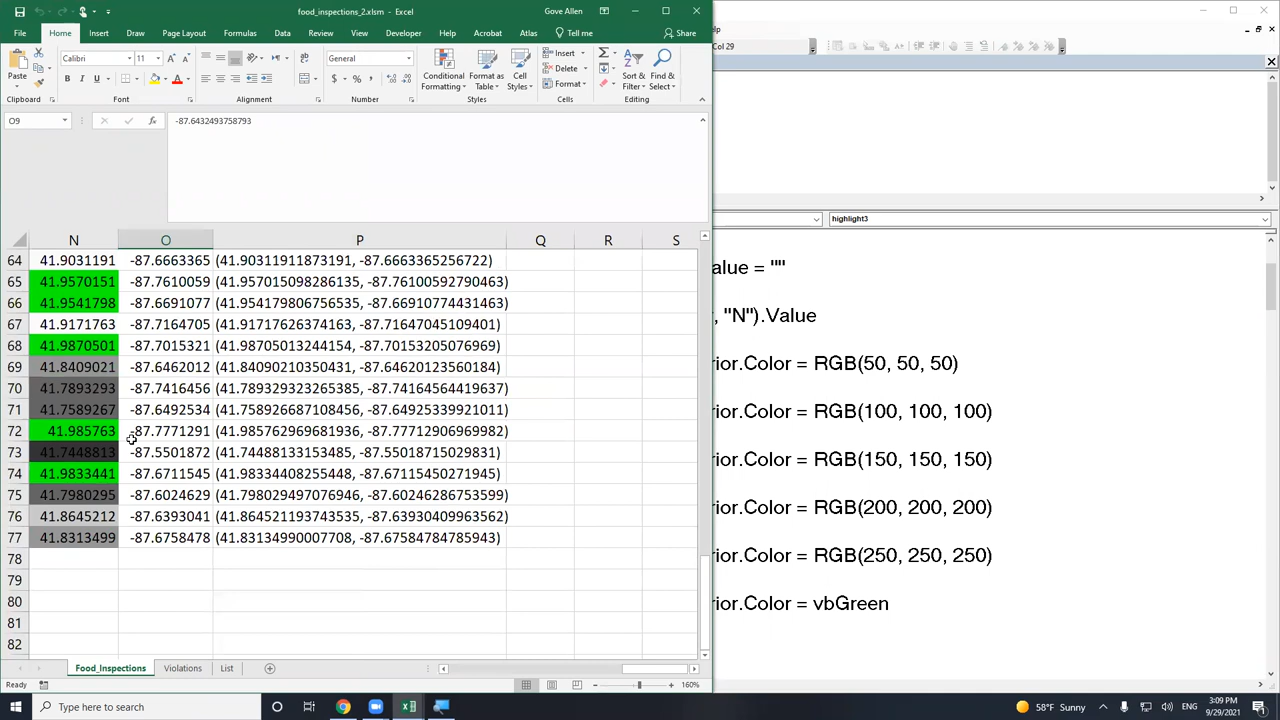 food_inspections_2.xlsm - Excel
Gove Allen
File Home Insert Draw Page Layout Formulas Data Review View Developer Help Acrobat Atlas Tell me Share
Paste
Clipboard
Calibri 11
B I U
Font
Alignment
General
$ % ,
Number
Conditional Formatting
Format as Table
Cell Styles
Styles
Insert
Delete
Format
Cells
Sort & Filter
Find & Select
Editing
O9
fx
-87.6432493758793
N O P Q R S
64 41.9031191 -87.6663365 (41.90311911873191, -87.6663365256722)
65 41.9570151 -87.7610059 (41.957015098286135, -87.76100592790463)
66 41.9541798 -87.6691077 (41.954179806756535, -87.66910774431463)
67 41.9171763 -87.7164705 (41.91717626374163, -87.71647045109401)
68 41.9870501 -87.7015321 (41.98705013244154, -87.70153205076969)
69 41.8409021 -87.6462012 (41.84090210350431, -87.64620123560184)
70 41.7893293 -87.7416456 (41.789329323265385, -87.74164564419637)
71 41.7589267 -87.6492534 (41.758926687108456, -87.64925339921011)
72 41.985763 -87.7771291 (41.985762969681936, -87.77712906969982)
73 41.7448813 -87.5501872 (41.74488133153485, -87.55018715029831)
74 41.9833441 -87.6711545 (41.98334408255448, -87.67115450271945)
75 41.7980295 -87.6024629 (41.798029497076946, -87.60246286753599)
76 41.8645212 -87.6393041 (41.864521193743535, -87.63930409963562)
77 41.8313499 -87.6758478 (41.83134990007708, -87.67584784785943)
78
79
80
81
82
Food_Inspections Violations List
Ready
160%
lp
Col 29
highlight3
alue = ""
, "N").Value
rior.Color = RGB(50, 50, 50)
rior.Color = RGB(100, 100, 100)
rior.Color = RGB(150, 150, 150)
rior.Color = RGB(200, 200, 200)
rior.Color = RGB(250, 250, 250)
rior.Color = vbGreen
Type here to search
58°F Sunny
ENG
3:09 PM
9/29/2021